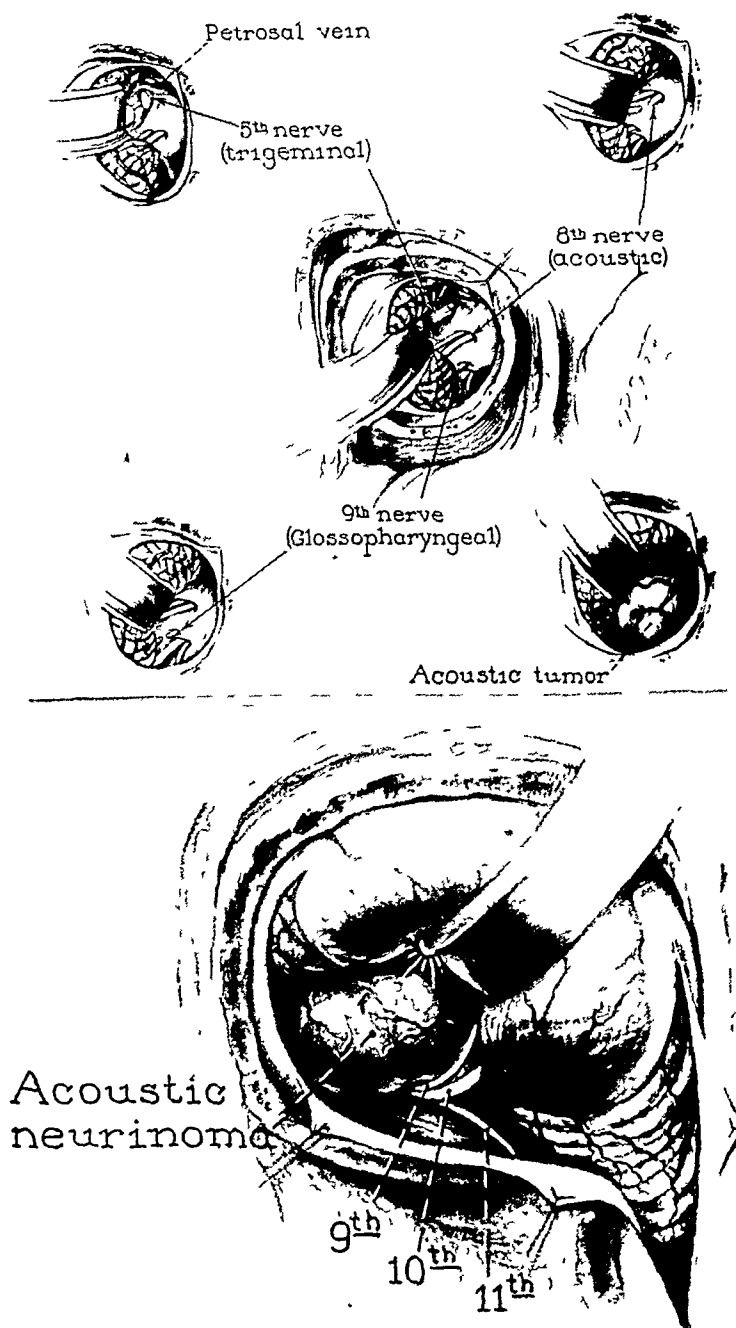 Petrosal vein
5th nerve
(trigeminal)
8th nerve
(acoustic)
9th nerve
(Glossopharyngeal)
Acoustic tumor
Acoustic
neurinoma
9th
10th
11th